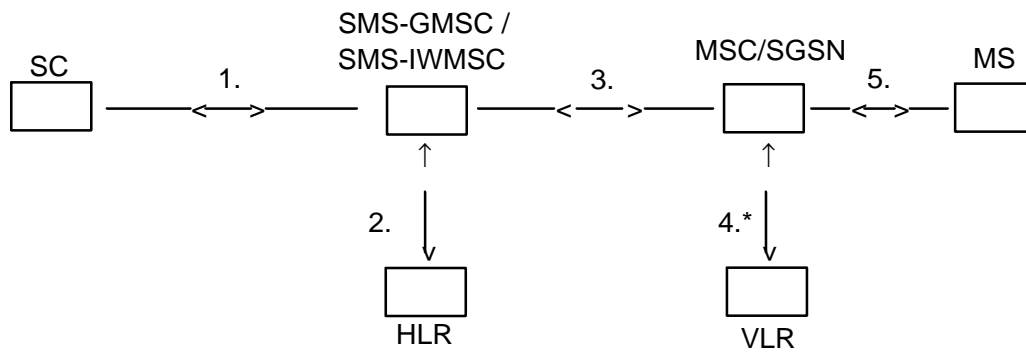 SMS-GMSC /
SMS-IWMSC
MSC/SGSN
MS
SC
1.
3.
5.
2.
4.*
HLR
VLR